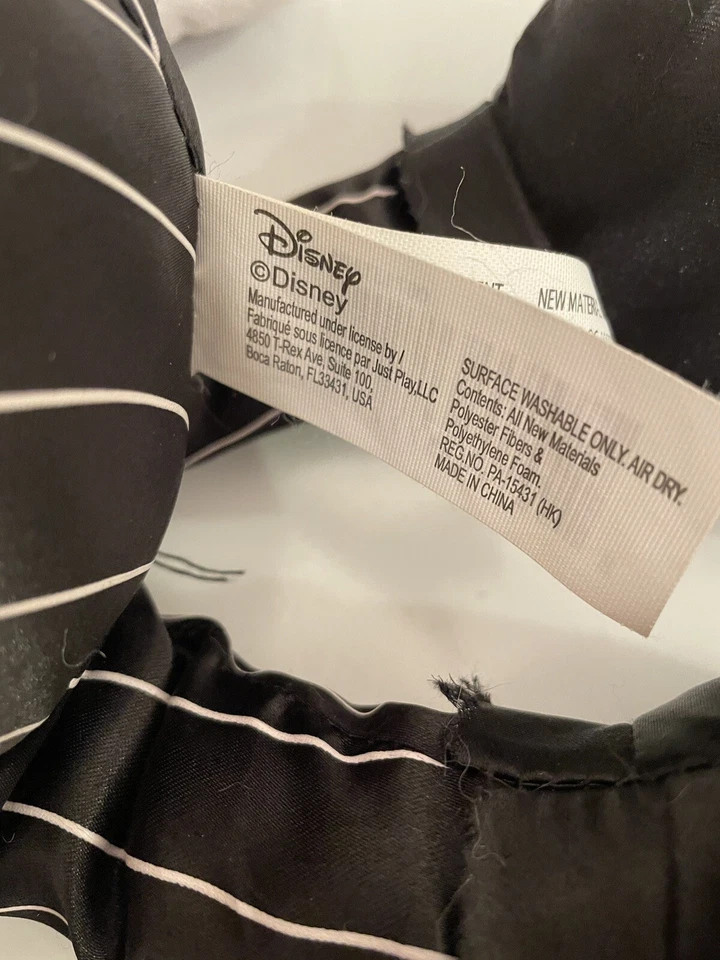 Disney
©Disney
Manufactured under license by /
Fabriqué sous licence par Just Play,LLC
4850 T-Rex Ave, Suite 100,
Boca Raton, FL33431, USA
SURFACE WASHABLE ONLY. AIR DRY.
Contents: All New Materials
Polyester Fibers &
Polyethylene Foam.
REG.NO. PA-15431 (HK)
MADE IN CHINA
NEW